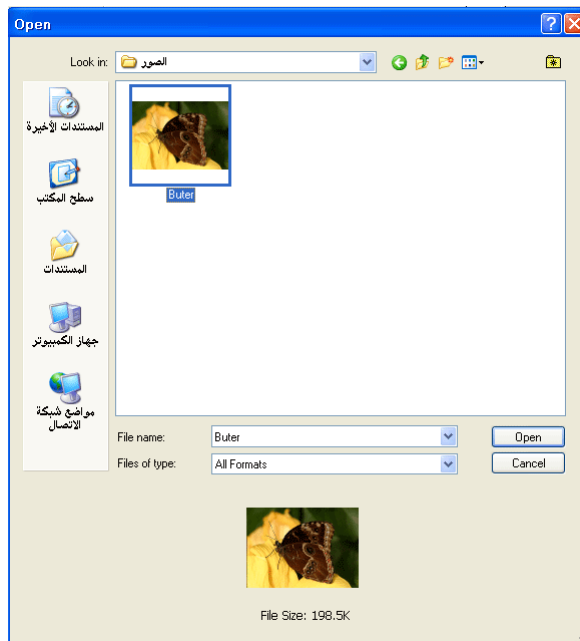 Open
Look in:
الصور
المستندات الأخيرة
سطح المكتب
المستندات
جهاز الكمبيوتر
مواضع شبكة
الاتصال
Buter
File name:
Buter
Open
Files of type:
All Formats
Cancel
File Size: 198.5K